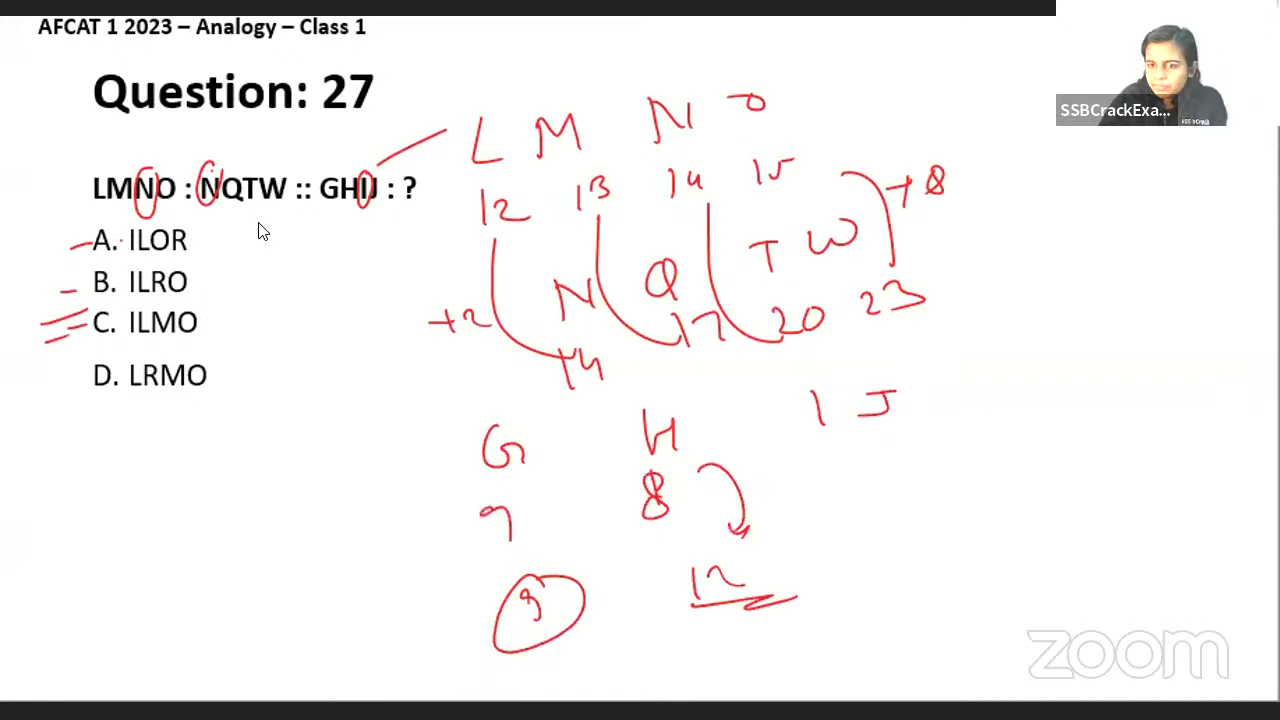 AFCAT 1 2023 – Analogy – Class 1
Question: 27
SSBCrackExa...
LMNO : NQTW :: GHIJ : ?
A. ILOR
B. ILRO
C. ILMO
D. LRMO
L M N O
12 13 14 15
+8
N Q T W
+2
14 17 20 23
G H I J
7 8
9 12
zoom